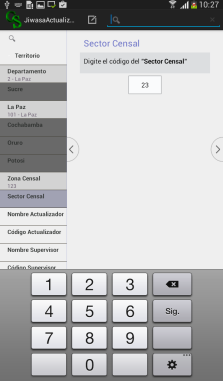 10:27
JiwasaActualiz...
Territorio
Departamento
2 - La Paz
Sucre
La Paz
101 - La Paz
Cochabamba
Oruro
Potosi
Zona Censal
123
Sector Censal
Nombre Actualizador
Código Actualizador
Nombre Supervisor
Código Supervisor
Sector Censal
Digite el código del "Sector Censal"
23
1 2 3
4 5 6 Sig.
7 8 9
0